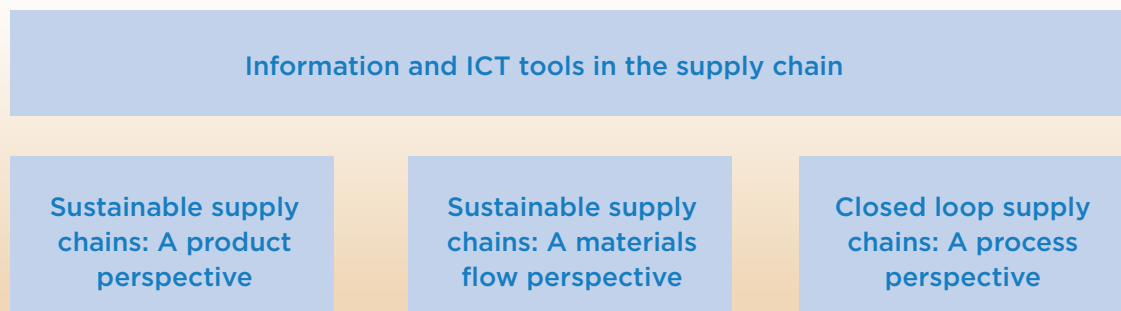 Information and ICT tools in the supply chain
Sustainable supply
chains: A product
perspective
Sustainable supply
chains: A materials
flow perspective
Closed loop supply
chains: A process
perspective